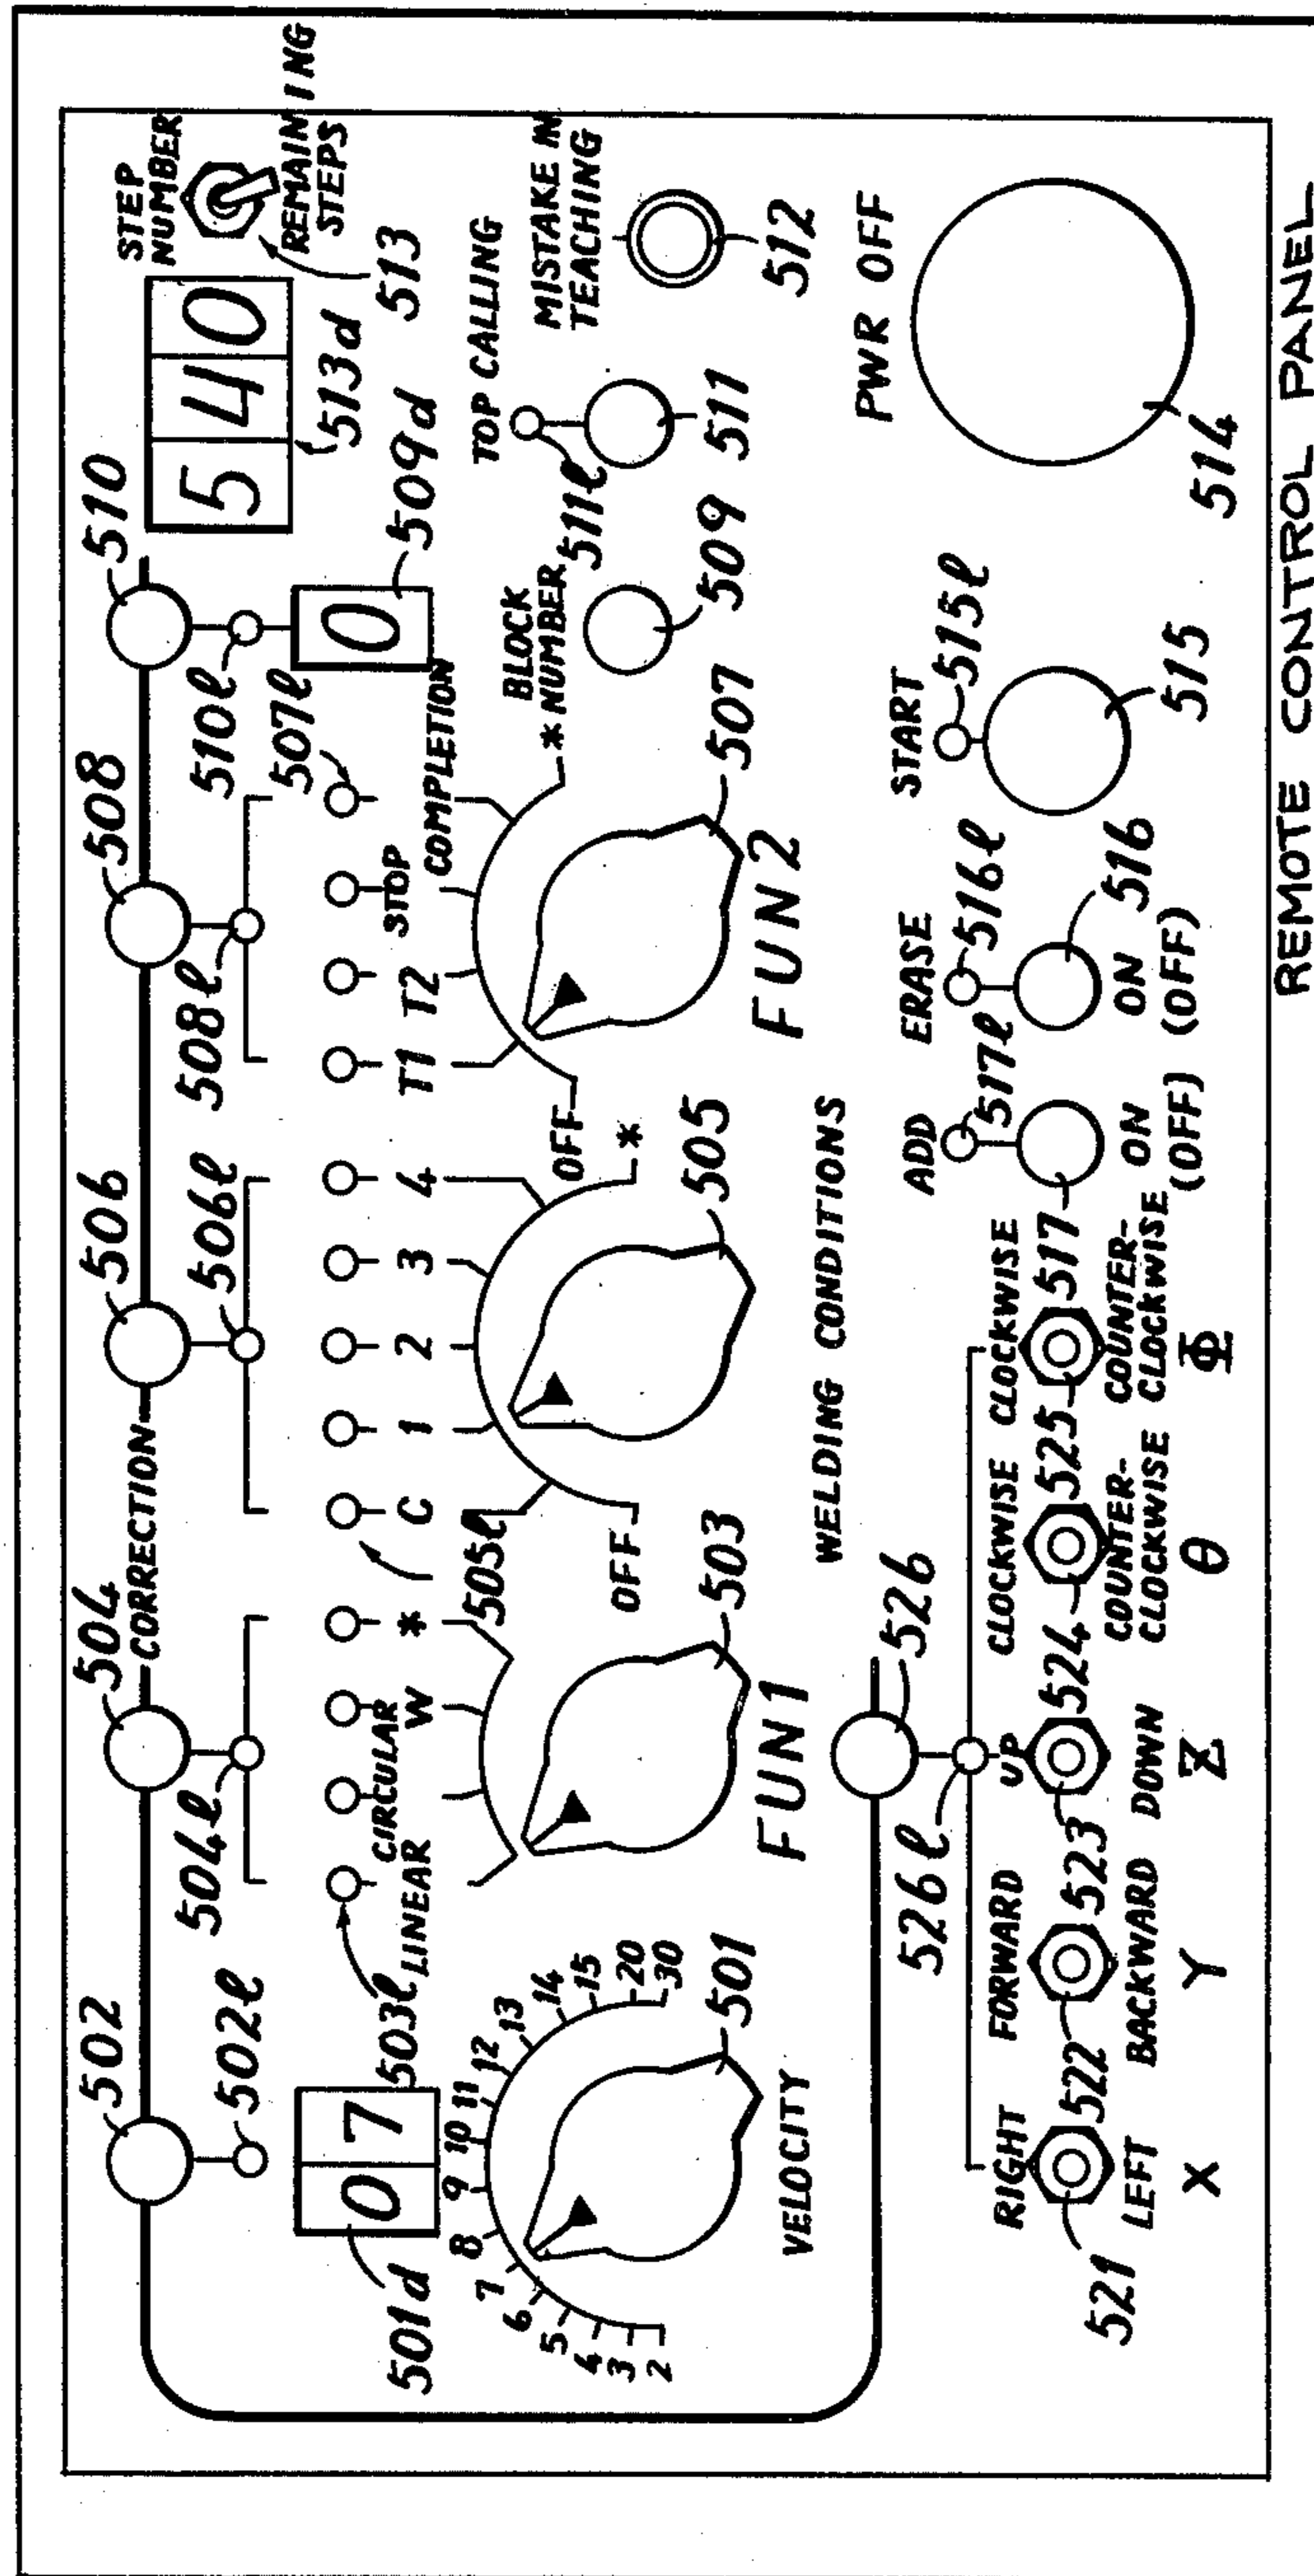 502
504
506
508
510
CORRECTION
STEP
NUMBER
502ℓ
504ℓ
506ℓ
508ℓ
510ℓ
540
REMAINING
STEPS
513d
513
501d
07
503ℓ
507ℓ
0
509d
LINEAR
CIRCULAR
W
*
C
1
2
3
4
T1
T2
STOP
COMPLETION
505ℓ
2
3
4
5
6
7
8
9
10
11
12
13
14
15
20
30
OFF
*
OFF
*
BLOCK
NUMBER
TOP CALLING
511ℓ
MISTAKE IN
TEACHING
501
503
505
507
509
511
512
VELOCITY
FUN1
WELDING CONDITIONS
FUN2
526
526ℓ
ADD
517ℓ
ERASE
516ℓ
START
515ℓ
PWR OFF
RIGHT
FORWARD
UP
CLOCKWISE
CLOCKWISE
521
522
523
524
525
517
516
515
514
LEFT
BACKWARD
DOWN
COUNTER-
CLOCKWISE
COUNTER-
CLOCKWISE
ON
(OFF)
ON
(OFF)
X
Y
Z
θ
Φ
REMOTE CONTROL PANEL